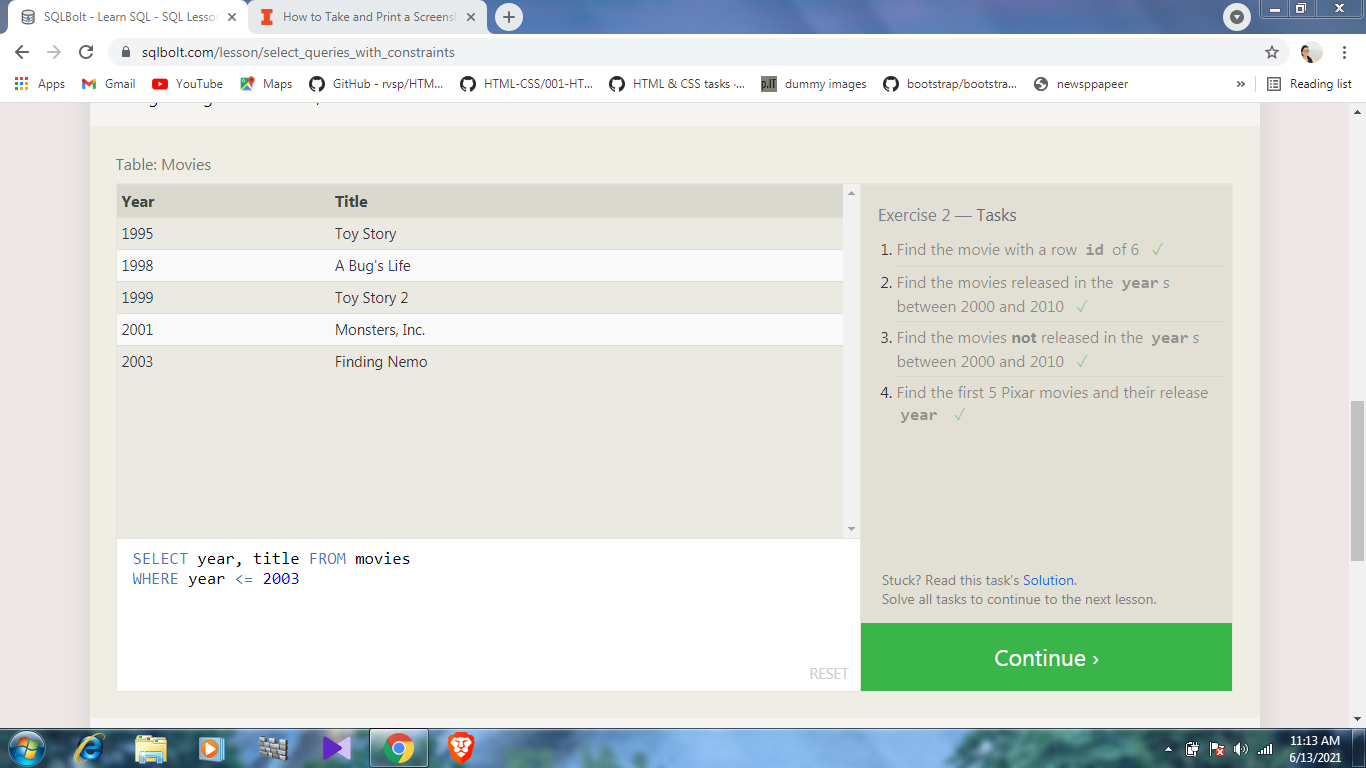 SQLBolt - Learn SQL - SQL Lesson
How to Take and Print a Screensh
sqlbolt.com/lesson/select_queries_with_constraints
Apps
Gmail
YouTube
Maps
GitHub - rvsp/HTM...
HTML-CSS/001-HT...
HTML & CSS tasks ·...
dummy images
bootstrap/bootstra...
newsppapeer
»
Reading list
Table: Movies
Year Title
1995 Toy Story
1998 A Bug's Life
1999 Toy Story 2
2001 Monsters, Inc.
2003 Finding Nemo
SELECT year, title FROM movies
WHERE year <= 2003
RESET
Exercise 2 — Tasks
1. Find the movie with a row id of 6 ✓
2. Find the movies released in the year s
between 2000 and 2010 ✓
3. Find the movies not released in the year s
between 2000 and 2010 ✓
4. Find the first 5 Pixar movies and their release
year ✓
Stuck? Read this task's Solution.
Solve all tasks to continue to the next lesson.
Continue ›
11:13 AM
6/13/2021